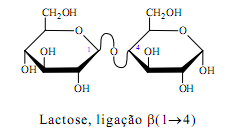 CH₂OH CH₂OH
OH O O
OH 1 O 4 OH
OH OH
OH OH
Lactose, ligação β(1→4)